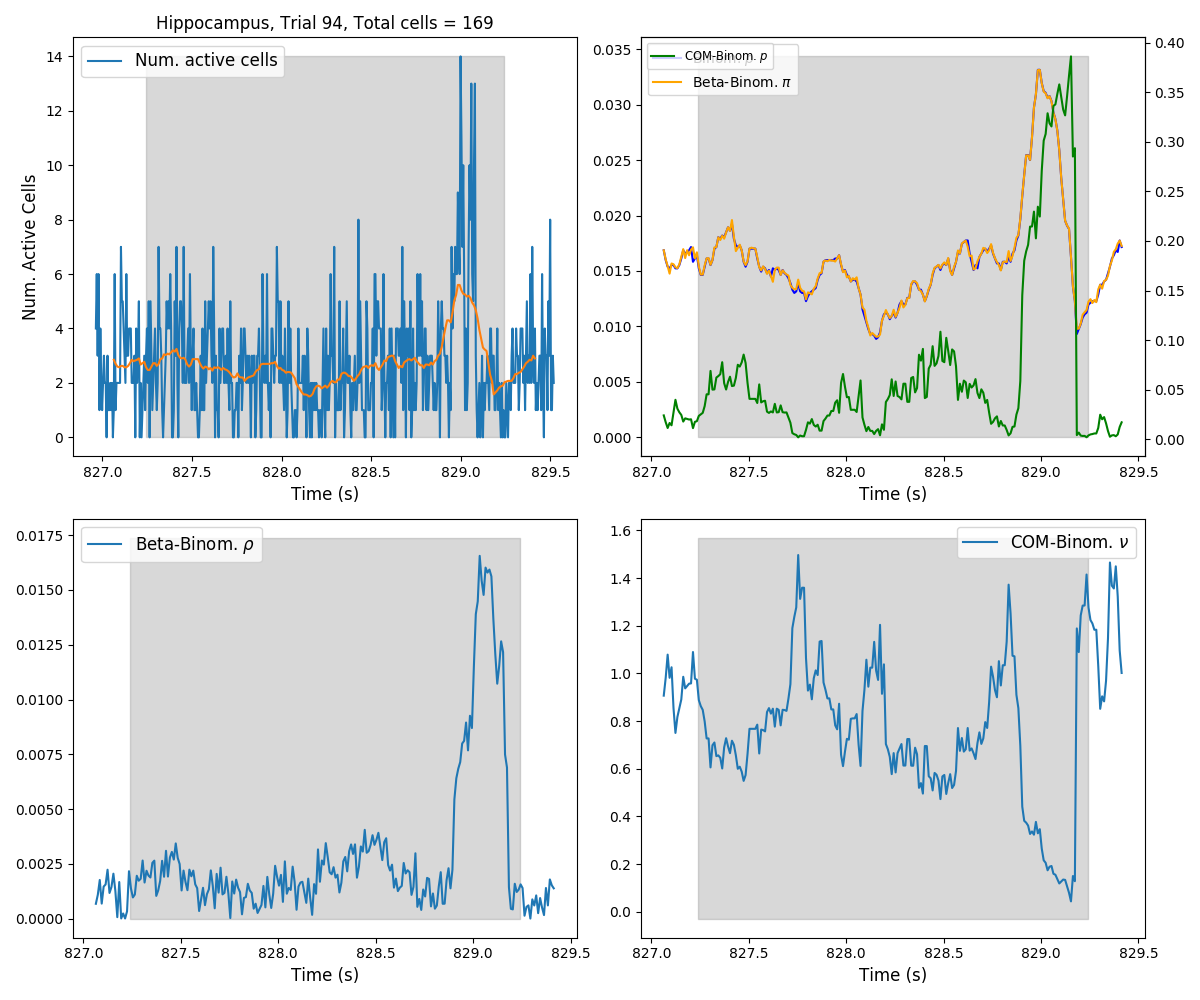 Hippocampus, Trial 94, Total cells = 169
Num. active cells
Num. Active Cells
14
12
10
8
6
4
2
0
827.0 827.5 828.0 828.5 829.0 829.5
Time (s)
COM-Binom. p
Beta-Binom. π
0.035
0.030
0.025
0.020
0.015
0.010
0.005
0.000
0.40
0.35
0.30
0.25
0.20
0.15
0.10
0.05
0.00
827.0 827.5 828.0 828.5 829.0 829.5
Time (s)
Beta-Binom. ρ
0.0175
0.0150
0.0125
0.0100
0.0075
0.0050
0.0025
0.0000
827.0 827.5 828.0 828.5 829.0 829.5
Time (s)
COM-Binom. ν
1.6
1.4
1.2
1.0
0.8
0.6
0.4
0.2
0.0
827.0 827.5 828.0 828.5 829.0 829.5
Time (s)